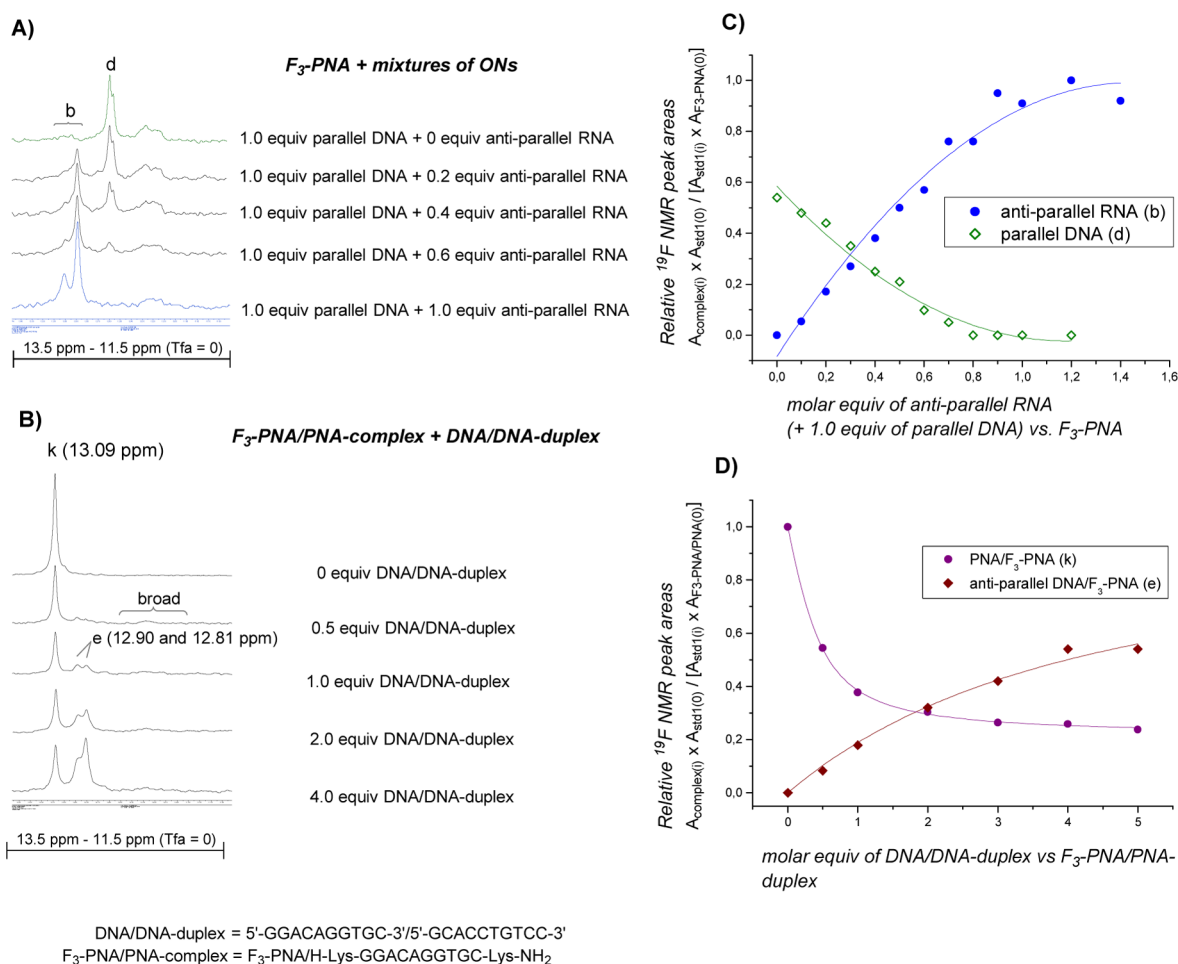 A)
F3-PNA + mixtures of ONs
d
b
1.0 equiv parallel DNA + 0 equiv anti-parallel RNA
1.0 equiv parallel DNA + 0.2 equiv anti-parallel RNA
1.0 equiv parallel DNA + 0.4 equiv anti-parallel RNA
1.0 equiv parallel DNA + 0.6 equiv anti-parallel RNA
1.0 equiv parallel DNA + 1.0 equiv anti-parallel RNA
13.5 ppm - 11.5 ppm (Tfa = 0)
B)
F3-PNA/PNA-complex + DNA/DNA-duplex
k (13.09 ppm)
0 equiv DNA/DNA-duplex
broad
0.5 equiv DNA/DNA-duplex
e (12.90 and 12.81 ppm)
1.0 equiv DNA/DNA-duplex
2.0 equiv DNA/DNA-duplex
4.0 equiv DNA/DNA-duplex
13.5 ppm - 11.5 ppm (Tfa = 0)
DNA/DNA-duplex = 5'-GGACAGGTGC-3'/5'-GCACCTGTCC-3'
F3-PNA/PNA-complex = F3-PNA/H-Lys-GGACAGGTGC-Lys-NH2
C)
Relative 19F NMR peak areas
Acomplex(i) x Astd1(0) / [Astd1(i) x AF3-PNA(0)]
1,0
0,8
0,6
0,4
0,2
0,0
anti-parallel RNA (b)
parallel DNA (d)
0,0 0,2 0,4 0,6 0,8 1,0 1,2 1,4 1,6
molar equiv of anti-parallel RNA
(+ 1.0 equiv of parallel DNA) vs. F3-PNA
D)
Relative 19F NMR peak areas
Acomplex(i) x Astd1(0) / [Astd1(i) x AF3-PNA/PNA(0)]
1,0
0,8
0,6
0,4
0,2
0,0
PNA/F3-PNA (k)
anti-parallel DNA/F3-PNA (e)
0 1 2 3 4 5
molar equiv of DNA/DNA-duplex vs F3-PNA/PNA-
duplex